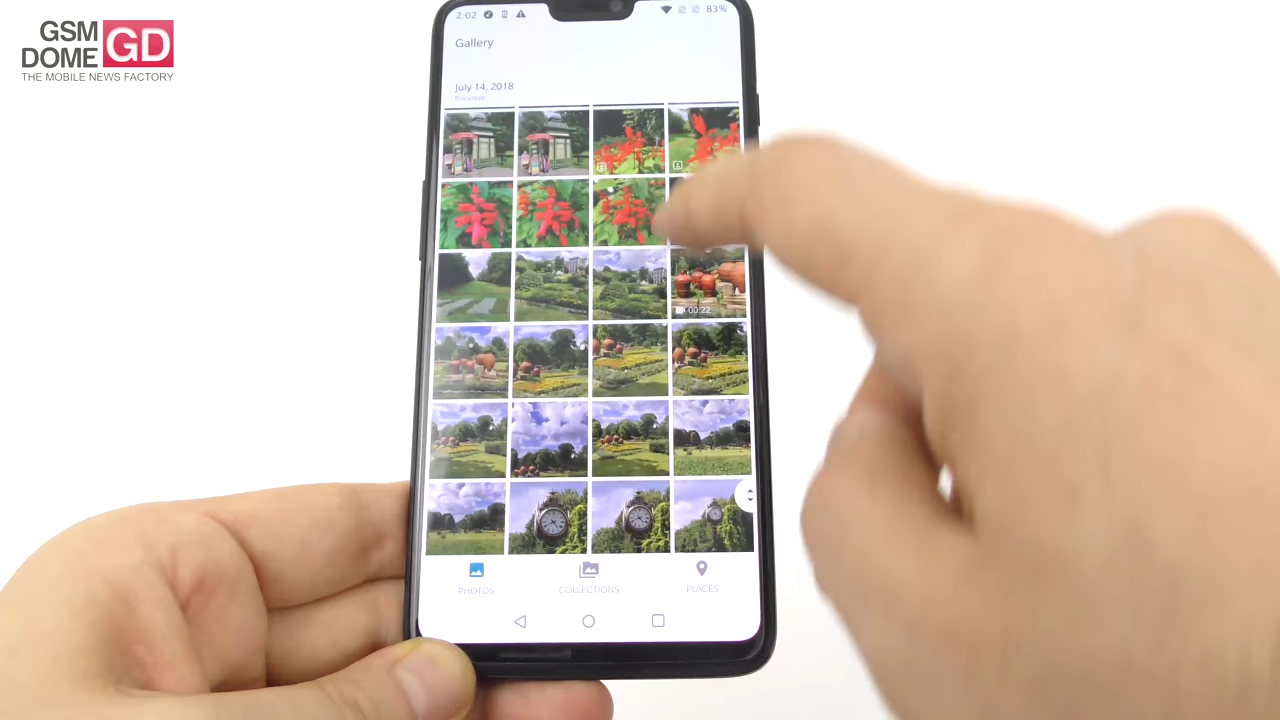 GSM
DOME GD
THE MOBILE NEWS FACTORY
2:02 83%
Gallery
July 14, 2018
București
00:22
PHOTOS COLLECTIONS PLACES